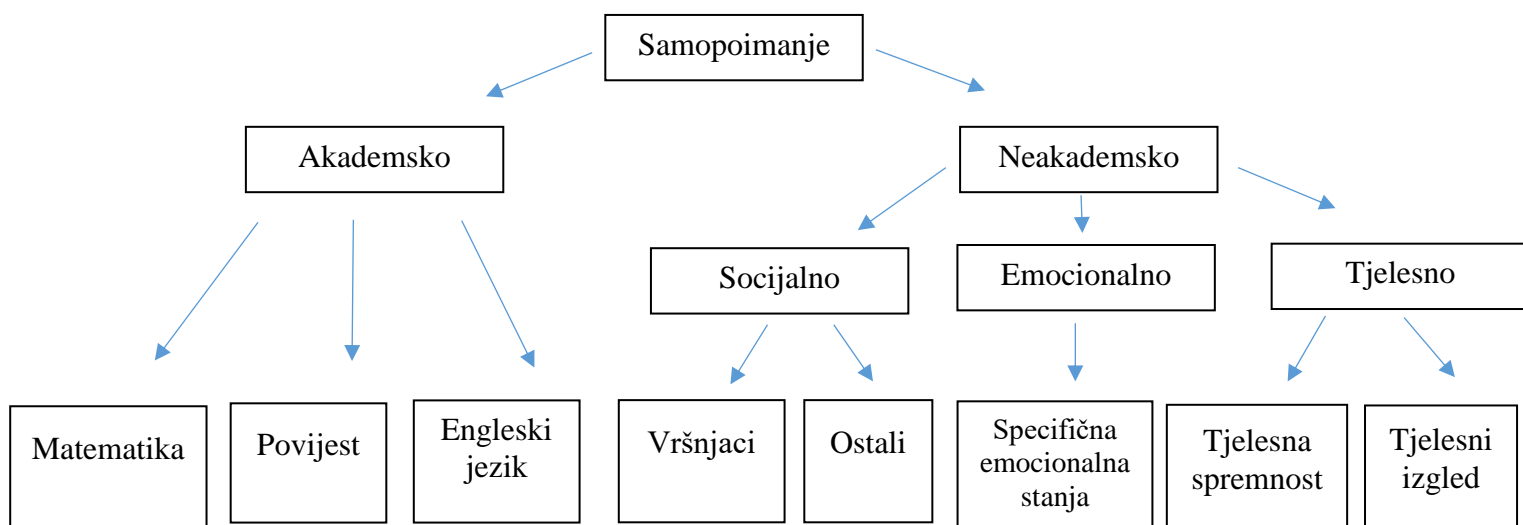 Samopoimanje
Akademsko
Neakademsko
Socijalno
Emocionalno
Tjelesno
Matematika
Povijest
Engleski
jezik
Vršnjaci
Ostali
Specifična
emocionalna
stanja
Tjelesna
spremnost
Tjelesni
izgled